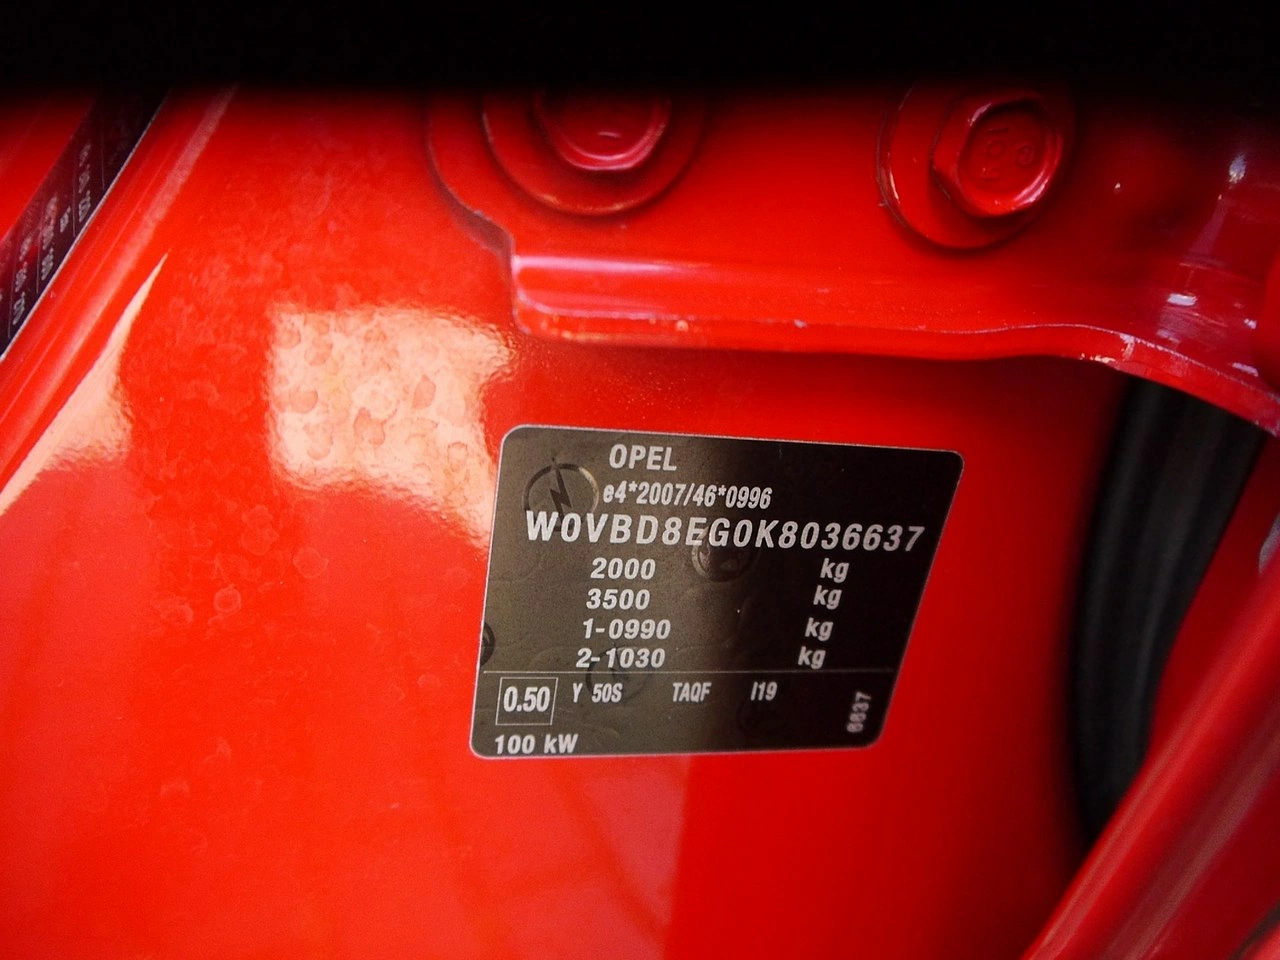 OPEL
e4*2007/46*0996
W0VBD8EG0K8036637
2000 kg
3500 kg
1-0990 kg
2-1030 kg
0.50 Y 50S TAQF I19
6637
100 kW